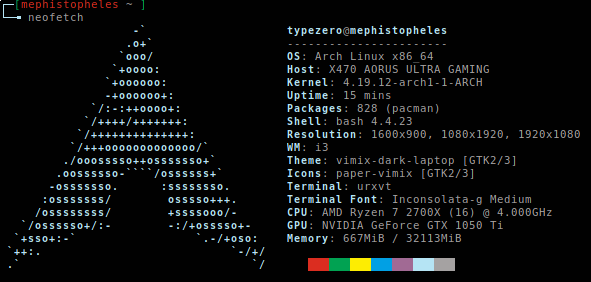 [mephistopheles ~ ]
neofetch
typezero@mephistopheles
-----------------------
OS: Arch Linux x86_64
Host: X470 AORUS ULTRA GAMING
Kernel: 4.19.12-arch1-1-ARCH
Uptime: 15 mins
Packages: 828 (pacman)
Shell: bash 4.4.23
Resolution: 1600x900, 1080x1920, 1920x1080
WM: i3
Theme: vimix-dark-laptop [GTK2/3]
Icons: paper-vimix [GTK2/3]
Terminal: urxvt
Terminal Font: Inconsolata-g Medium
CPU: AMD Ryzen 7 2700X (16) @ 4.000GHz
GPU: NVIDIA GeForce GTX 1050 Ti
Memory: 667MiB / 32113MiB